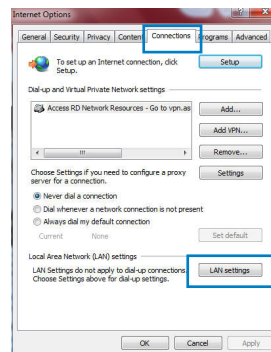 Internet Options
General Security Privacy Content Connections Programs Advanced
To set up an Internet connection, click
Setup.
Setup
Dial-up and Virtual Private Network settings
Access RD Network Resources - Go to vpn.as
Add...
Add VPN...
Remove...
Choose Settings if you need to configure a proxy
server for a connection.
Settings
Never dial a connection
Dial whenever a network connection is not present
Always dial my default connection
Current None
Set default
Local Area Network (LAN) settings
LAN Settings do not apply to dial-up connections.
Choose Settings above for dial-up settings.
LAN settings
OK Cancel Apply